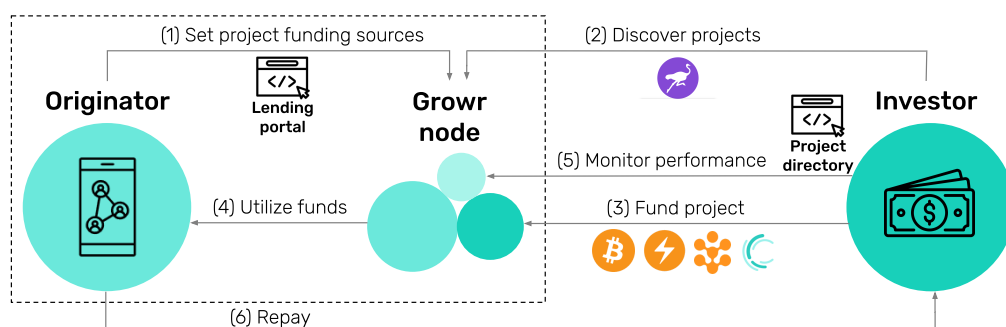 (1) Set project funding sources
(2) Discover projects
Originator
Lending
portal
Growr
node
Investor
Project
directory
(5) Monitor performance
(4) Utilize funds
(3) Fund project
(6) Repay